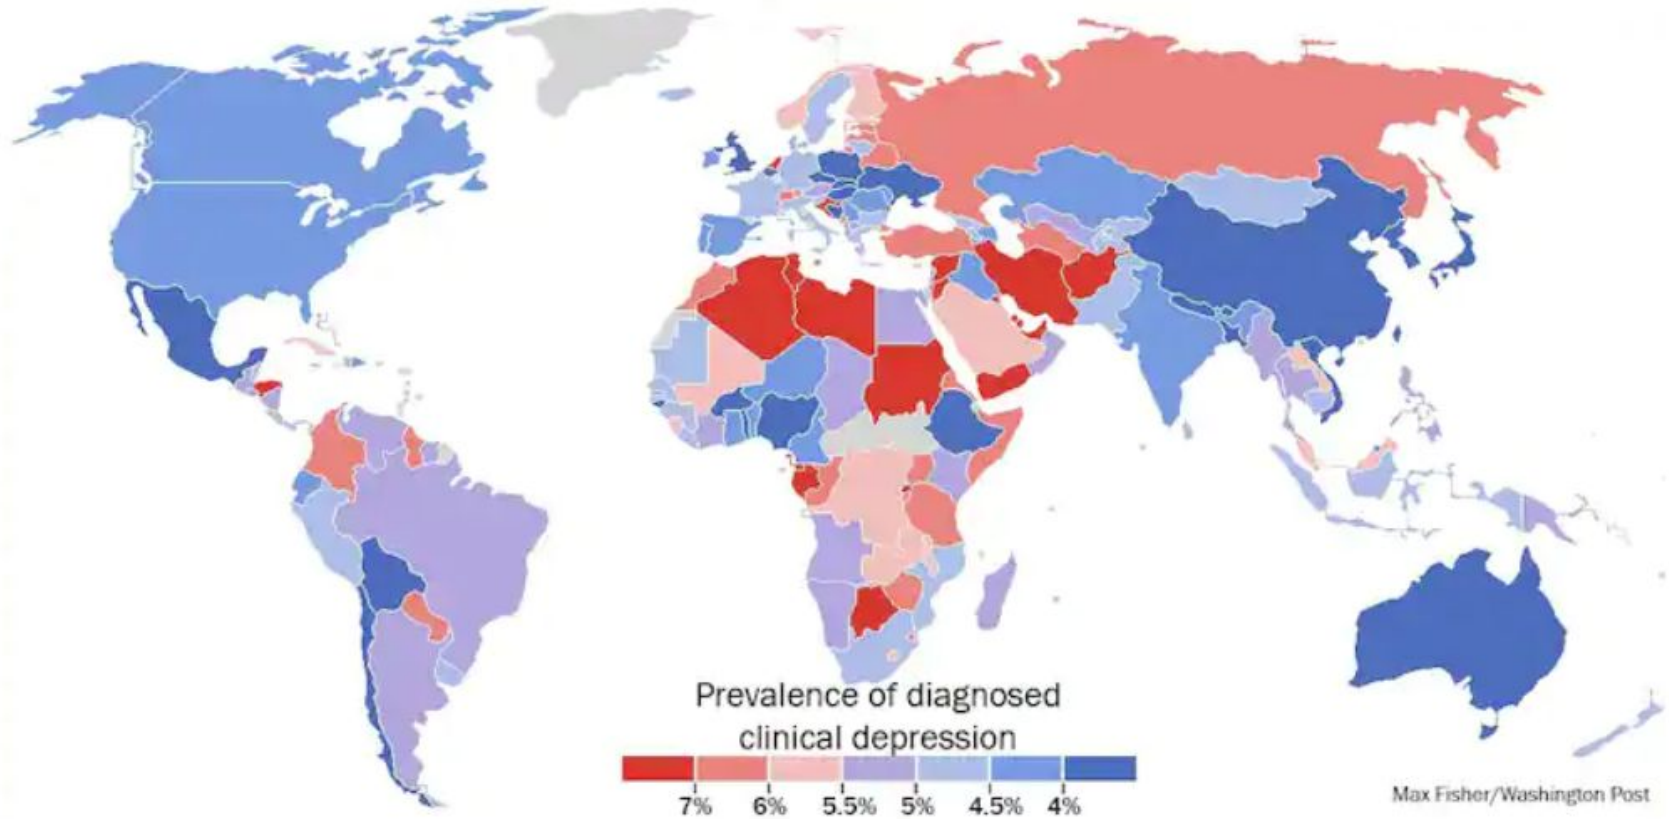 Prevalence of diagnosed
clinical depression
7% 6% 5.5% 5% 4.5% 4%
Max Fisher/Washington Post